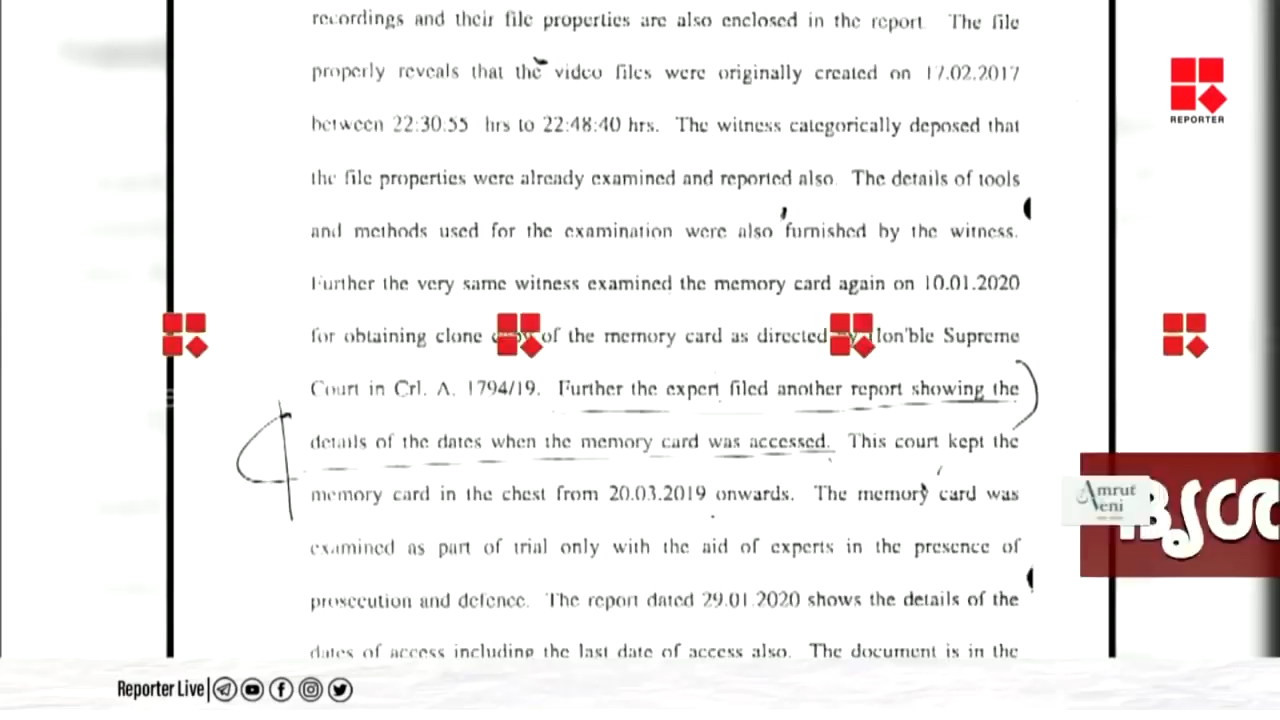 recordings and their file properties are also enclosed in the report. The file
properly reveals that the video files were originally created on 17.02.2017
between 22:30:55 hrs to 22:48:40 hrs. The witness categorically deposed that
the file properties were already examined and reported also. The details of tools
and methods used for the examination were also furnished by the witness.
Further the very same witness examined the memory card again on 10.01.2020
for obtaining clone of the memory card as directed Hon'ble Supreme
Court in Crl. A. 1794/19. Further the expert filed another report showing the
details of the dates when the memory card was accessed. This court kept the
memory card in the chest from 20.03.2019 onwards. The memory card was
examined as part of trial only with the aid of experts in the presence of
prosecution and defence. The report dated 29.01.2020 shows the details of the
dates of access including the last date of access also. The document is in the
REPORTER
Amrut
Veni
Reporter Live